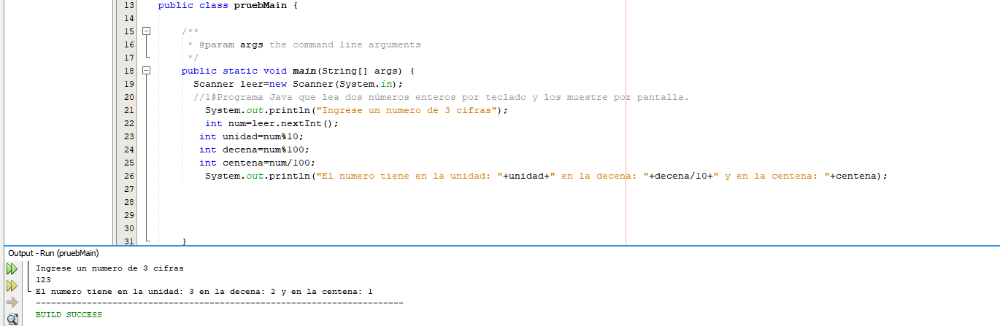 13 public class pruebMain {
14
15 /**
16 * @param args the command line arguments
17 */
18 public static void main(String[] args) {
19 Scanner leer=new Scanner(System.in);
20 //1#Programa Java que lea dos números enteros por teclado y los muestre por pantalla.
21 System.out.println("Ingrese un numero de 3 cifras");
22 int num=leer.nextInt();
23 int unidad=num%10;
24 int decena=num%100;
25 int centena=num/100;
26 System.out.println("El numero tiene en la unidad: "+unidad+" en la decena: "+decena/10+" y en la centena: "+centena);
27
28
29
30
31 }
Output - Run (pruebMain)
Ingrese un numero de 3 cifras
123
El numero tiene en la unidad: 3 en la decena: 2 y en la centena: 1
------------------------------------------------------------------------
BUILD SUCCESS